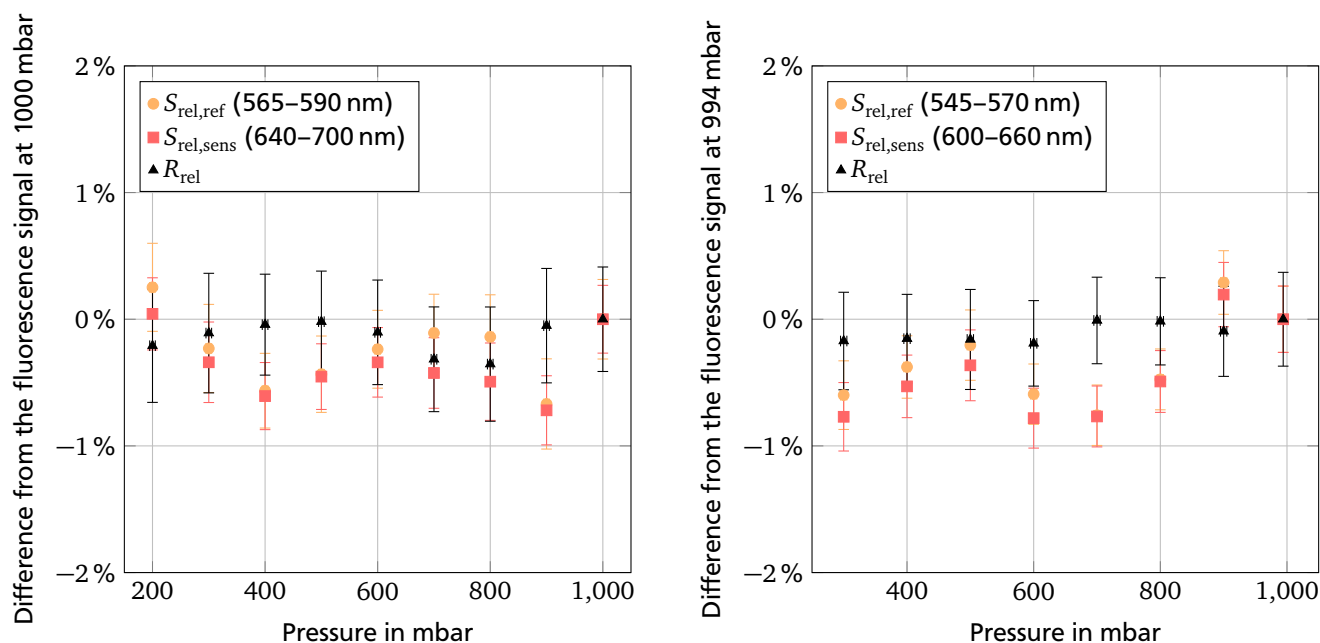 Difference from the fluorescence signal at 1000 mbar
2 %
1 %
0 %
−1 %
−2 %
S_rel,ref (565–590 nm)
S_rel,sens (640–700 nm)
R_rel
200
400
600
800
1,000
Pressure in mbar
Difference from the fluorescence signal at 994 mbar
2 %
1 %
0 %
−1 %
−2 %
S_rel,ref (545–570 nm)
S_rel,sens (600–660 nm)
R_rel
400
600
800
1,000
Pressure in mbar